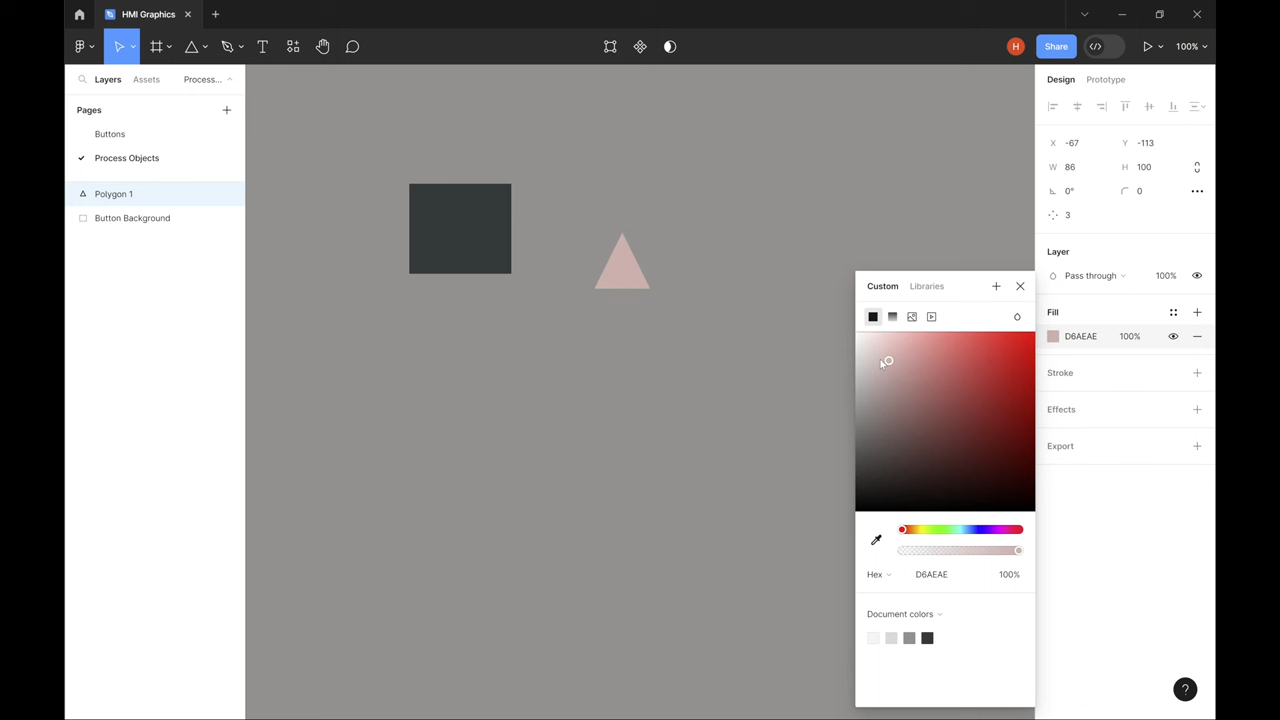 HMI Graphics
H
Share
100%
Layers Assets Process...
Pages
Buttons
Process Objects
Polygon 1
Button Background
Design Prototype
X -67 Y -113
W 86 H 100
0° 0
3
Layer
Pass through 100%
Fill
D6AEAE 100%
Stroke
Effects
Export
Custom Libraries
Hex D6AEAE 100%
Document colors
?